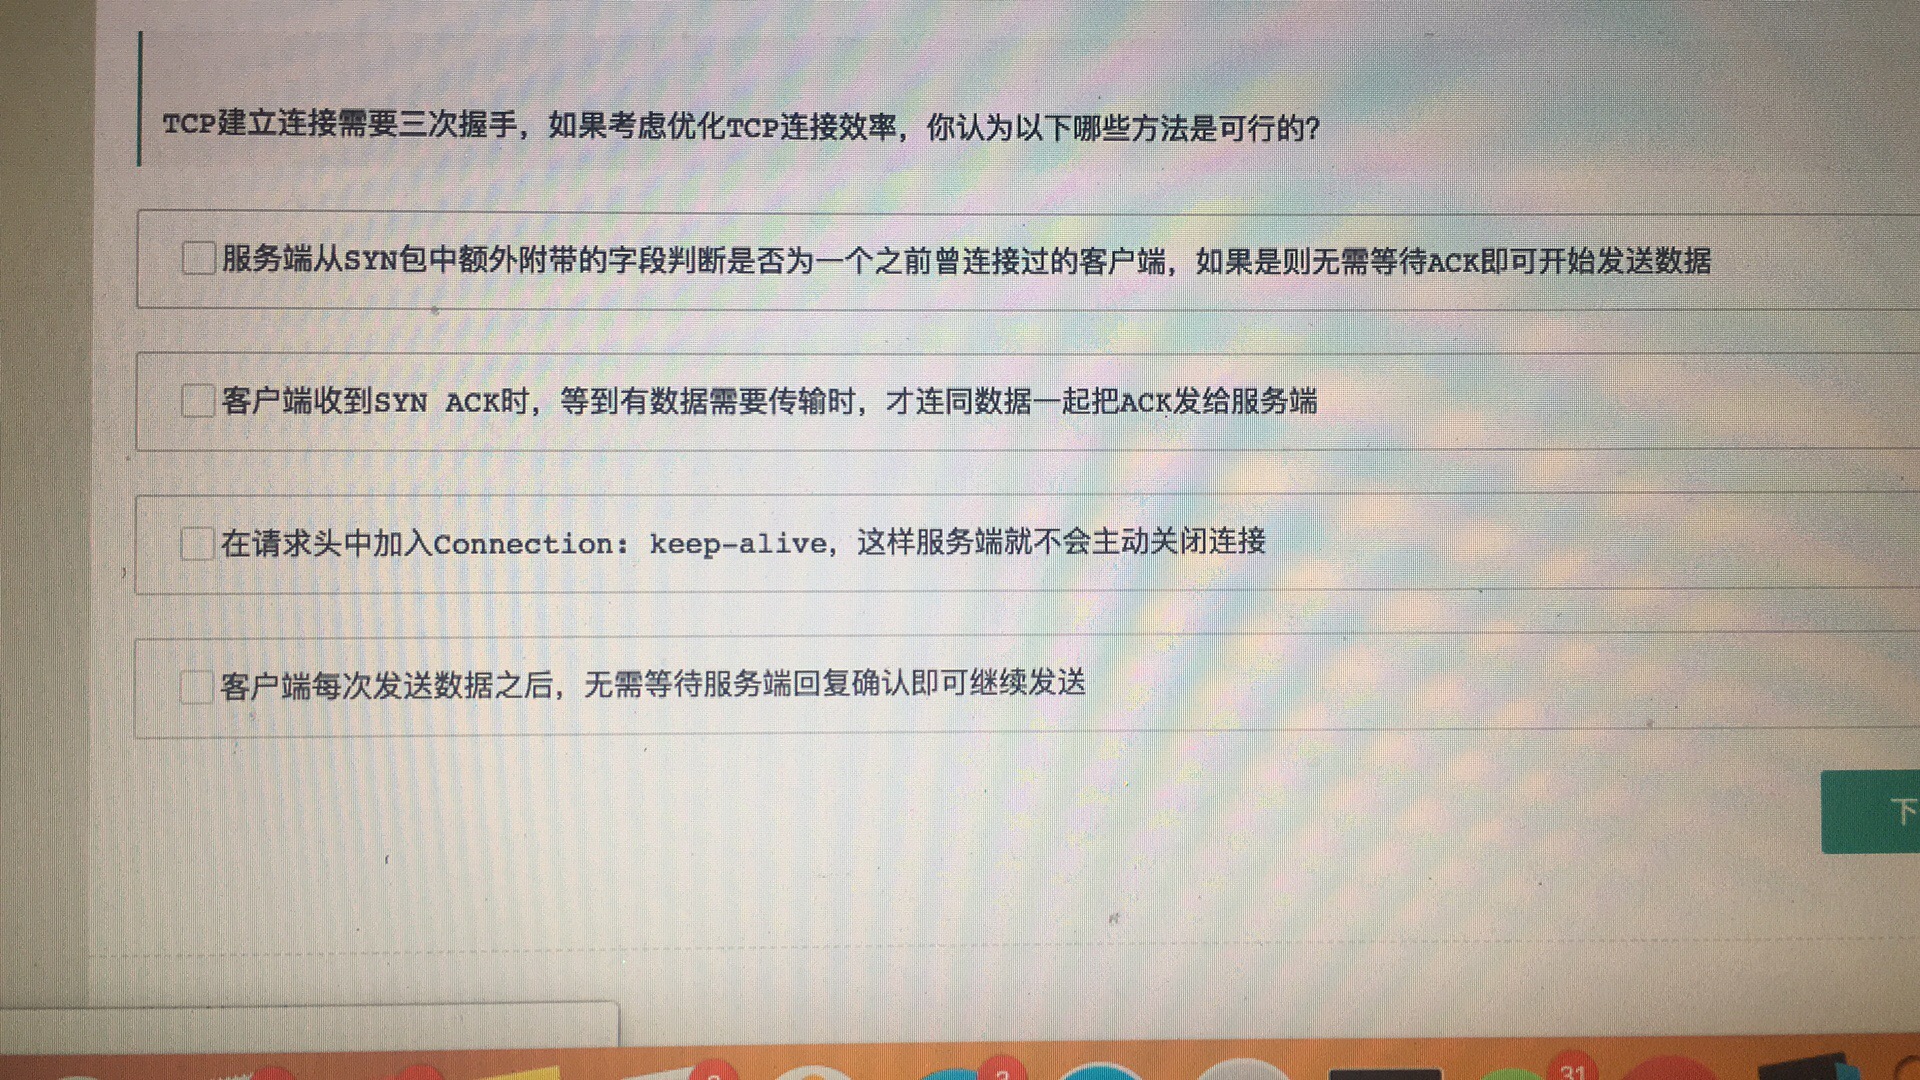 TCP建立连接需要三次握手，如果考虑优化TCP连接效率，你认为以下哪些方法是可行的？
服务端从SYN包中额外附带的字段判断是否为一个之前曾连接过的客户端，如果是则无需等待ACK即可开始发送数据
客户端收到SYN ACK时，等到有数据需要传输时，才连同数据一起把ACK发给服务端
在请求头中加入Connection: keep-alive，这样服务端就不会主动关闭连接
客户端每次发送数据之后，无需等待服务端回复确认即可继续发送
下
31